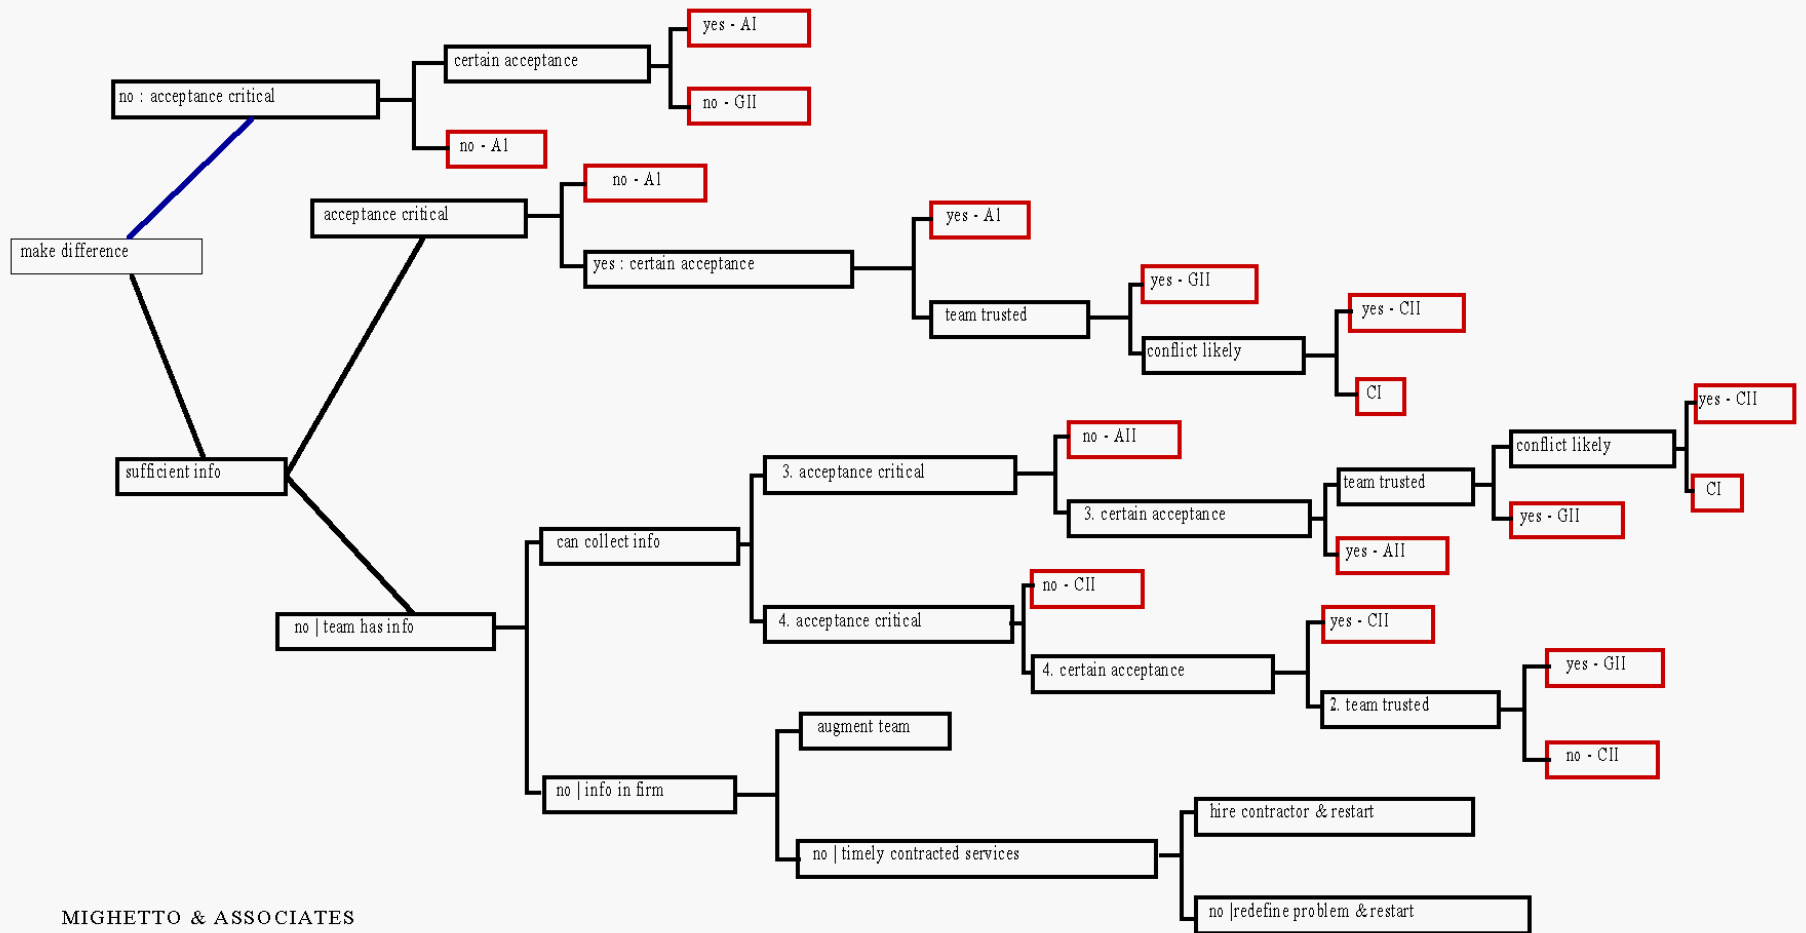 yes - AI
certain acceptance
no : acceptance critical
no - GII
no - A1
no - A1
acceptance critical
yes - A1
make difference
yes : certain acceptance
yes - GII
team trusted
yes - CII
conflict likely
CI
yes - CII
no - AII
conflict likely
sufficient info
3. acceptance critical
team trusted
CI
3. certain acceptance
yes - GII
can collect info
yes - AII
no - CII
no | team has info
4. acceptance critical
yes - CII
4. certain acceptance
yes - GII
2. team trusted
augment team
no - CII
no | info in firm
hire contractor & restart
no | timely contracted services
no |redefine problem & restart
MIGHETTO & ASSOCIATES